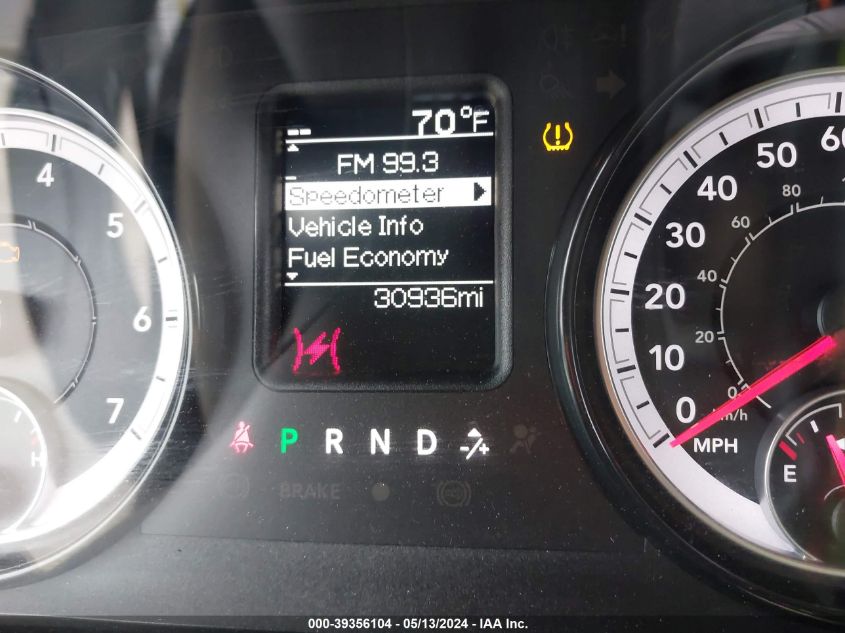 70°F
FM 99.3
Speedometer
Vehicle Info
Fuel Economy
30936mi
4
5
6
7
H
P R N D -/+
BRAKE
60
50
40
30
20
10
0
MPH
80
60
40
20
0
km/h
E
000-39356104 / 05/13/2024 - IAA Inc.